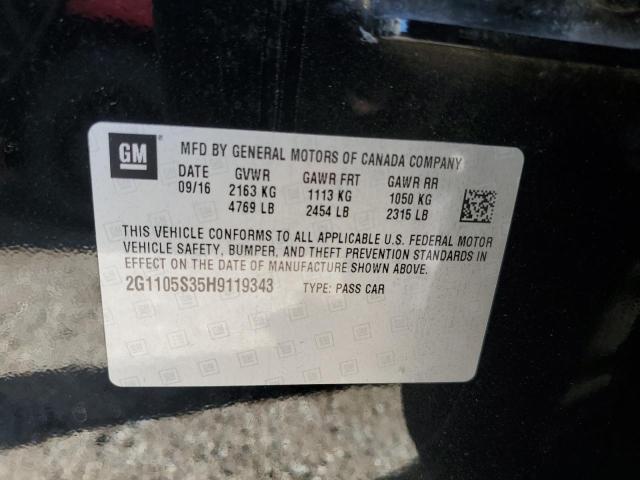 GM
MFD BY GENERAL MOTORS OF CANADA COMPANY
DATE GVWR GAWR FRT GAWR RR
09/16 2163 KG 1113 KG 1050 KG
4769 LB 2454 LB 2315 LB
THIS VEHICLE CONFORMS TO ALL APPLICABLE U.S. FEDERAL MOTOR
VEHICLE SAFETY, BUMPER, AND THEFT PREVENTION STANDARDS IN
EFFECT ON THE DATE OF MANUFACTURE SHOWN ABOVE.
2G1105S35H9119343 TYPE: PASS CAR